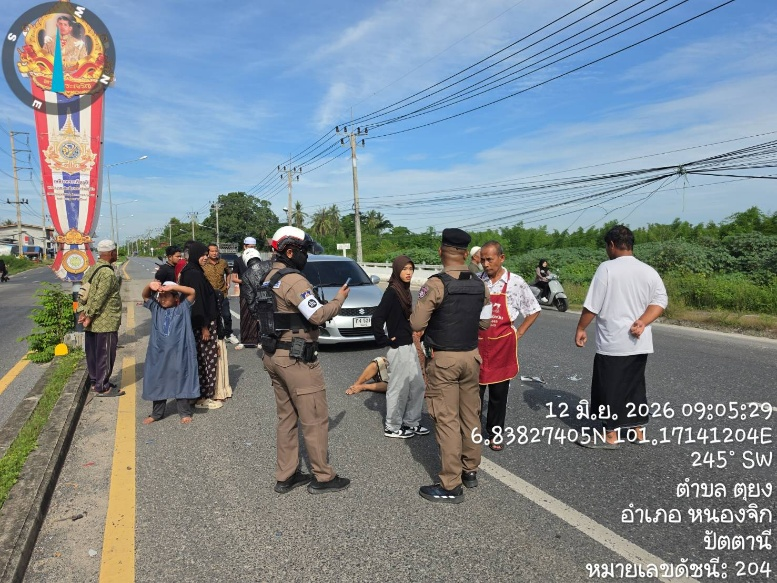 S
W
N
E
12 มิ.ย. 2026 09:05:29
6.83827405N 101.17141204E
245° SW
ตำบล ตุยง
อำเภอ หนองจิก
ปัตตานี
หมายเลขดัชนี: 204